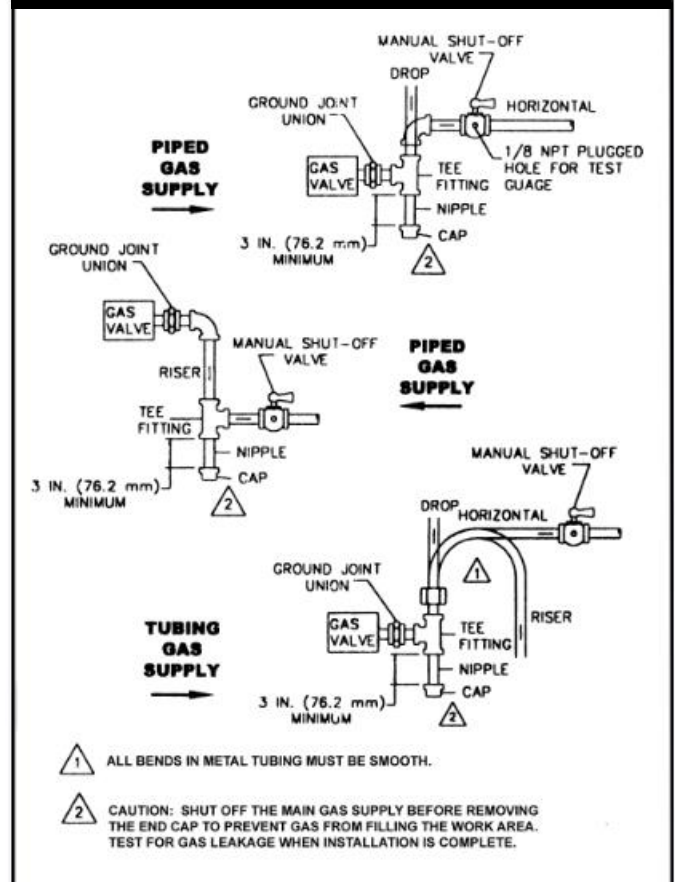 MANUAL SHUT-OFF
VALVE
DROP
GROUND JOINT
UNION
HORIZONTAL
PIPED
GAS
SUPPLY
1/8 NPT PLUGGED
HOLE FOR TEST
GUAGE
GAS
VALVE
TEE
FITTING
NIPPLE
3 IN. (76.2 mm)
MINIMUM
CAP
2
GROUND JOINT
UNION
GAS
VALVE
MANUAL SHUT-OFF
VALVE
RISER
PIPED
GAS
SUPPLY
TEE
FITTING
NIPPLE
3 IN. (76.2 mm)
MINIMUM
CAP
2
MANUAL SHUT-OFF
VALVE
DROP
HORIZONTAL
GROUND JOINT
UNION
1
RISER
TUBING
GAS
SUPPLY
GAS
VALVE
TEE
FITTING
NIPPLE
3 IN. (76.2 mm)
MINIMUM
CAP
2
1 ALL BENDS IN METAL TUBING MUST BE SMOOTH.
2 CAUTION: SHUT OFF THE MAIN GAS SUPPLY BEFORE REMOVING
THE END CAP TO PREVENT GAS FROM FILLING THE WORK AREA.
TEST FOR GAS LEAKAGE WHEN INSTALLATION IS COMPLETE.